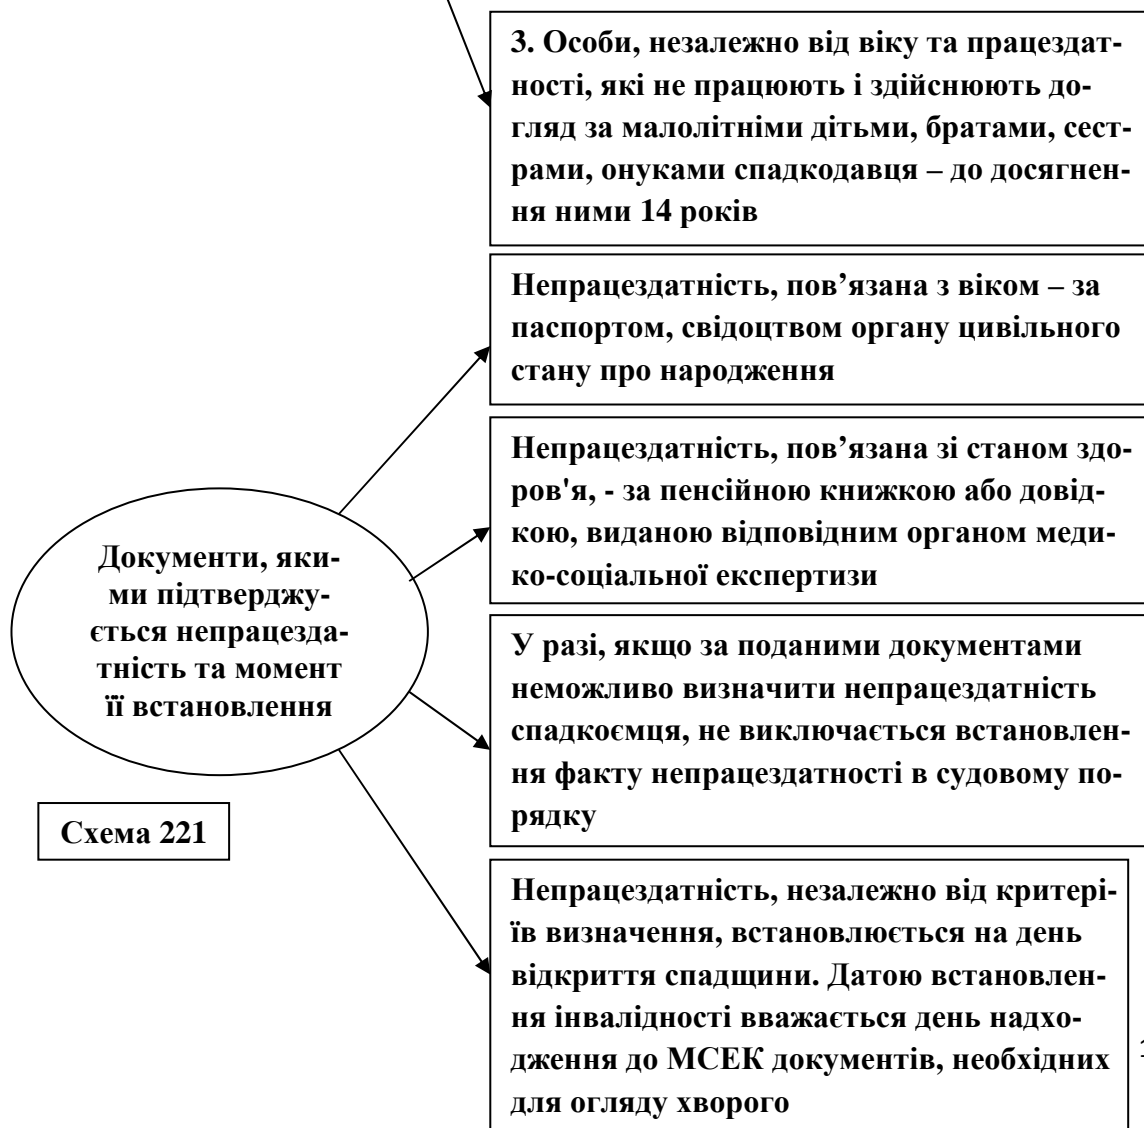 3. Особи, незалежно від віку та працездат-
ності, які не працюють і здійснюють до-
гляд за малолітніми дітьми, братами, сест-
рами, онуками спадкодавця – до досягнен-
ня ними 14 років
Непрацездатність, пов’язана з віком – за
паспортом, свідоцтвом органу цивільного
стану про народження
Непрацездатність, пов’язана зі станом здо-
ров'я, - за пенсійною книжкою або довід-
кою, виданою відповідним органом меди-
ко-соціальної експертизи
Документи, яки-
ми підтверджу-
ється непрацезда-
тність та момент
її встановлення
У разі, якщо за поданими документами
неможливо визначити непрацездатність
спадкоємця, не виключається встановлен-
ня факту непрацездатності в судовому по-
рядку
Схема 221
Непрацездатність, незалежно від критері-
їв визначення, встановлюється на день
відкриття спадщини. Датою встановлен-
ня інвалідності вважається день надхо-
дження до МСЕК документів, необхідних
для огляду хворого